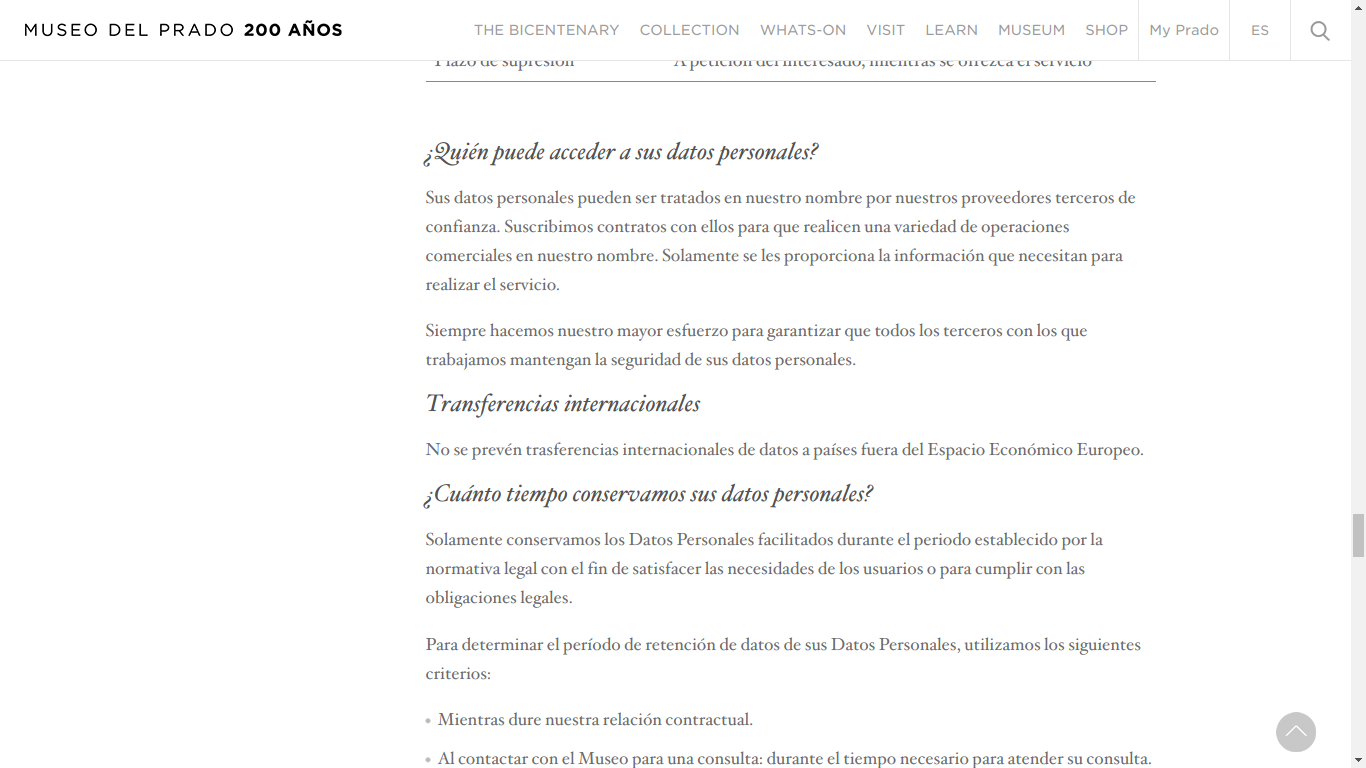 MUSEO DEL PRADO 200 AÑOS
THE BICENTENARY COLLECTION WHATS-ON VISIT LEARN MUSEUM SHOP My Prado ES
Plazo de supresión A petición del interesado, mientras se ofrezca el servicio
¿Quién puede acceder a sus datos personales?
Sus datos personales pueden ser tratados en nuestro nombre por nuestros proveedores terceros de
confianza. Suscribimos contratos con ellos para que realicen una variedad de operaciones
comerciales en nuestro nombre. Solamente se les proporciona la información que necesitan para
realizar el servicio.
Siempre hacemos nuestro mayor esfuerzo para garantizar que todos los terceros con los que
trabajamos mantengan la seguridad de sus datos personales.
Transferencias internacionales
No se prevén trasferencias internacionales de datos a países fuera del Espacio Económico Europeo.
¿Cuánto tiempo conservamos sus datos personales?
Solamente conservamos los Datos Personales facilitados durante el periodo establecido por la
normativa legal con el fin de satisfacer las necesidades de los usuarios o para cumplir con las
obligaciones legales.
Para determinar el período de retención de datos de sus Datos Personales, utilizamos los siguientes
criterios:
• Mientras dure nuestra relación contractual.
• Al contactar con el Museo para una consulta: durante el tiempo necesario para atender su consulta.